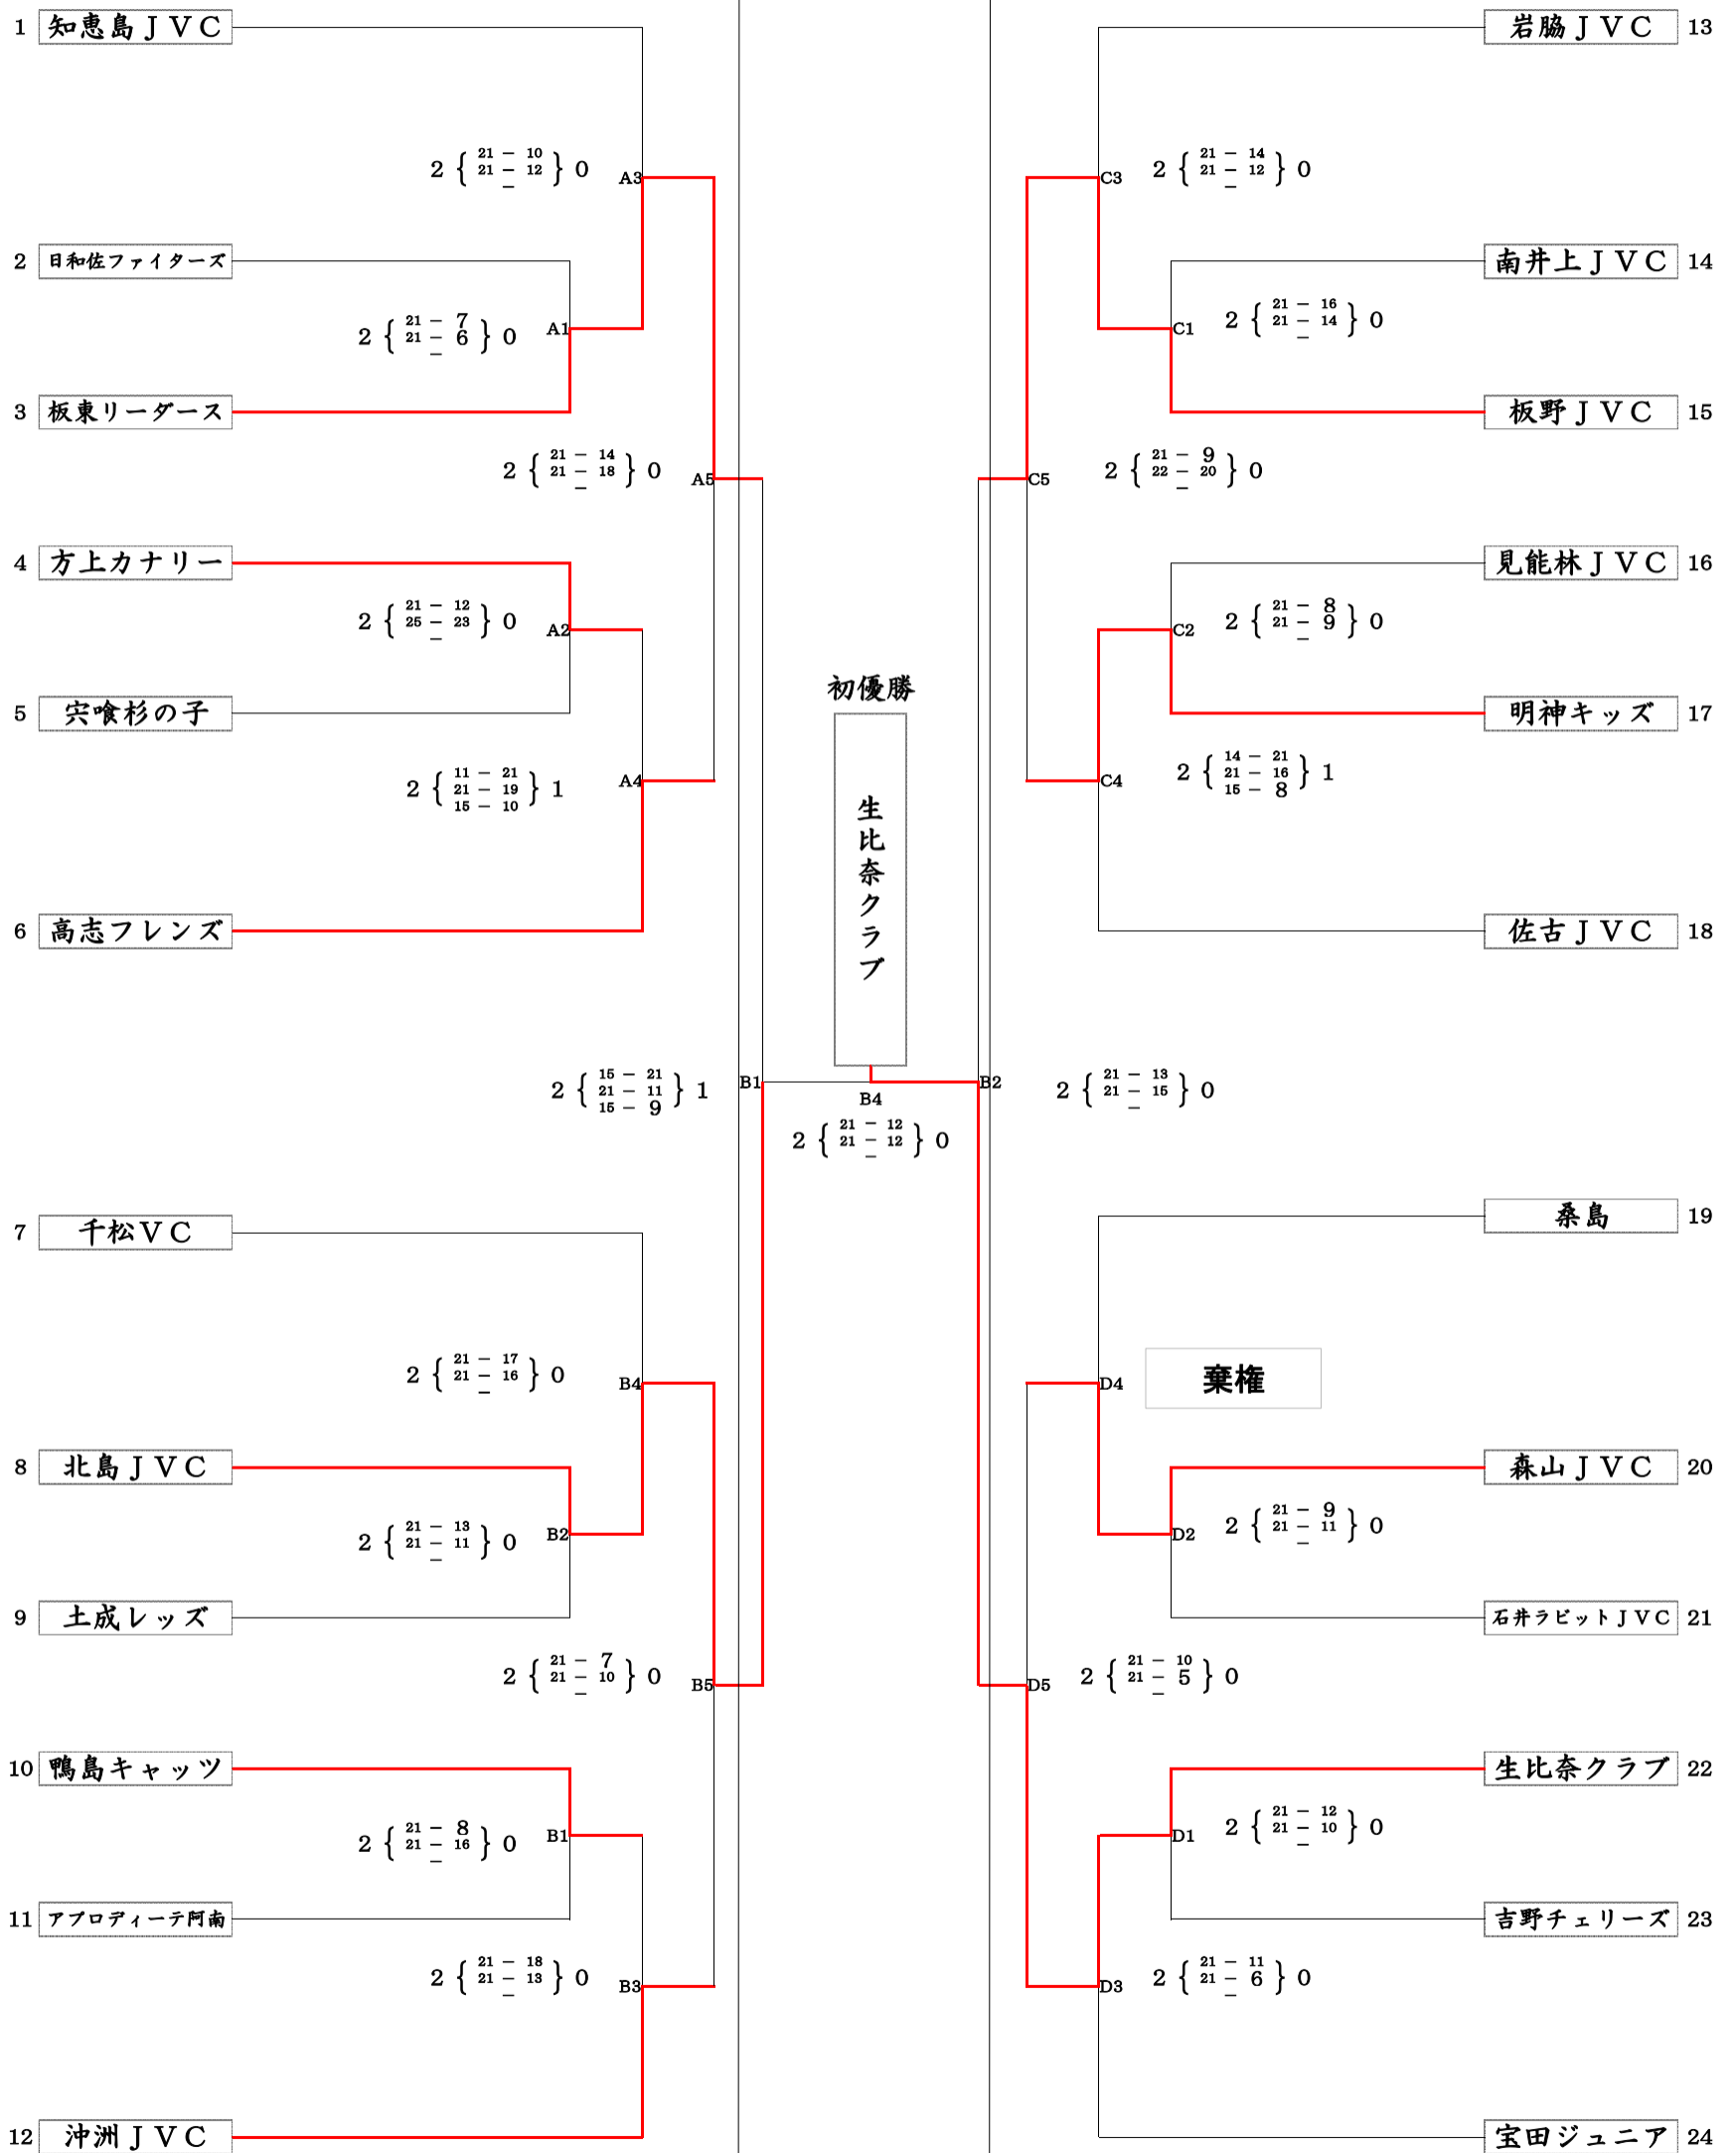 1 知恵島ＪＶＣ
2 { 21 － 10 } 0
21 － 12
－
A3
2 日和佐ファイターズ
2 { 21 － 7 } 0
21 － 6
－
A1
3 板東リーダース
2 { 21 － 14 } 0
21 － 18
－
A5
4 方上カナリー
2 { 21 － 12 } 0
25 － 23
－
A2
5 宍喰杉の子
2 { 11 － 21 } 1
21 － 19
15 － 10
A4
6 高志フレンズ
2 { 15 － 21 } 1
21 － 11
15 － 9
B1
7 千松ＶＣ
2 { 21 － 17 } 0
21 － 16
－
B4
8 北島ＪＶＣ
2 { 21 － 13 } 0
21 － 11
－
B2
9 土成レッズ
2 { 21 － 7 } 0
21 － 10
－
B5
10 鴨島キャッツ
2 { 21 － 8 } 0
21 － 16
－
B1
11 アプロディーテ阿南
2 { 21 － 18 } 0
21 － 13
－
B3
12 沖洲ＪＶＣ
初優勝
生比奈クラブ
B4
2 { 21 － 12 } 0
21 － 12
－
岩脇ＪＶＣ 13
C3
2 { 21 － 14 } 0
21 － 12
－
南井上ＪＶＣ 14
C1
2 { 21 － 16 } 0
21 － 14
－
板野ＪＶＣ 15
C5
2 { 21 － 9 } 0
22 － 20
－
見能林ＪＶＣ 16
C2
2 { 21 － 8 } 0
21 － 9
－
明神キッズ 17
C4
2 { 14 － 21 } 1
21 － 16
15 － 8
佐古ＪＶＣ 18
B2
2 { 21 － 13 } 0
21 － 15
－
桑島 19
D4
棄権
森山ＪＶＣ 20
D2
2 { 21 － 9 } 0
21 － 11
－
石井ラビットＪＶＣ 21
D5
2 { 21 － 10 } 0
21 － 5
－
生比奈クラブ 22
D1
2 { 21 － 12 } 0
21 － 10
－
吉野チェリーズ 23
D3
2 { 21 － 11 } 0
21 － 6
－
宝田ジュニア 24